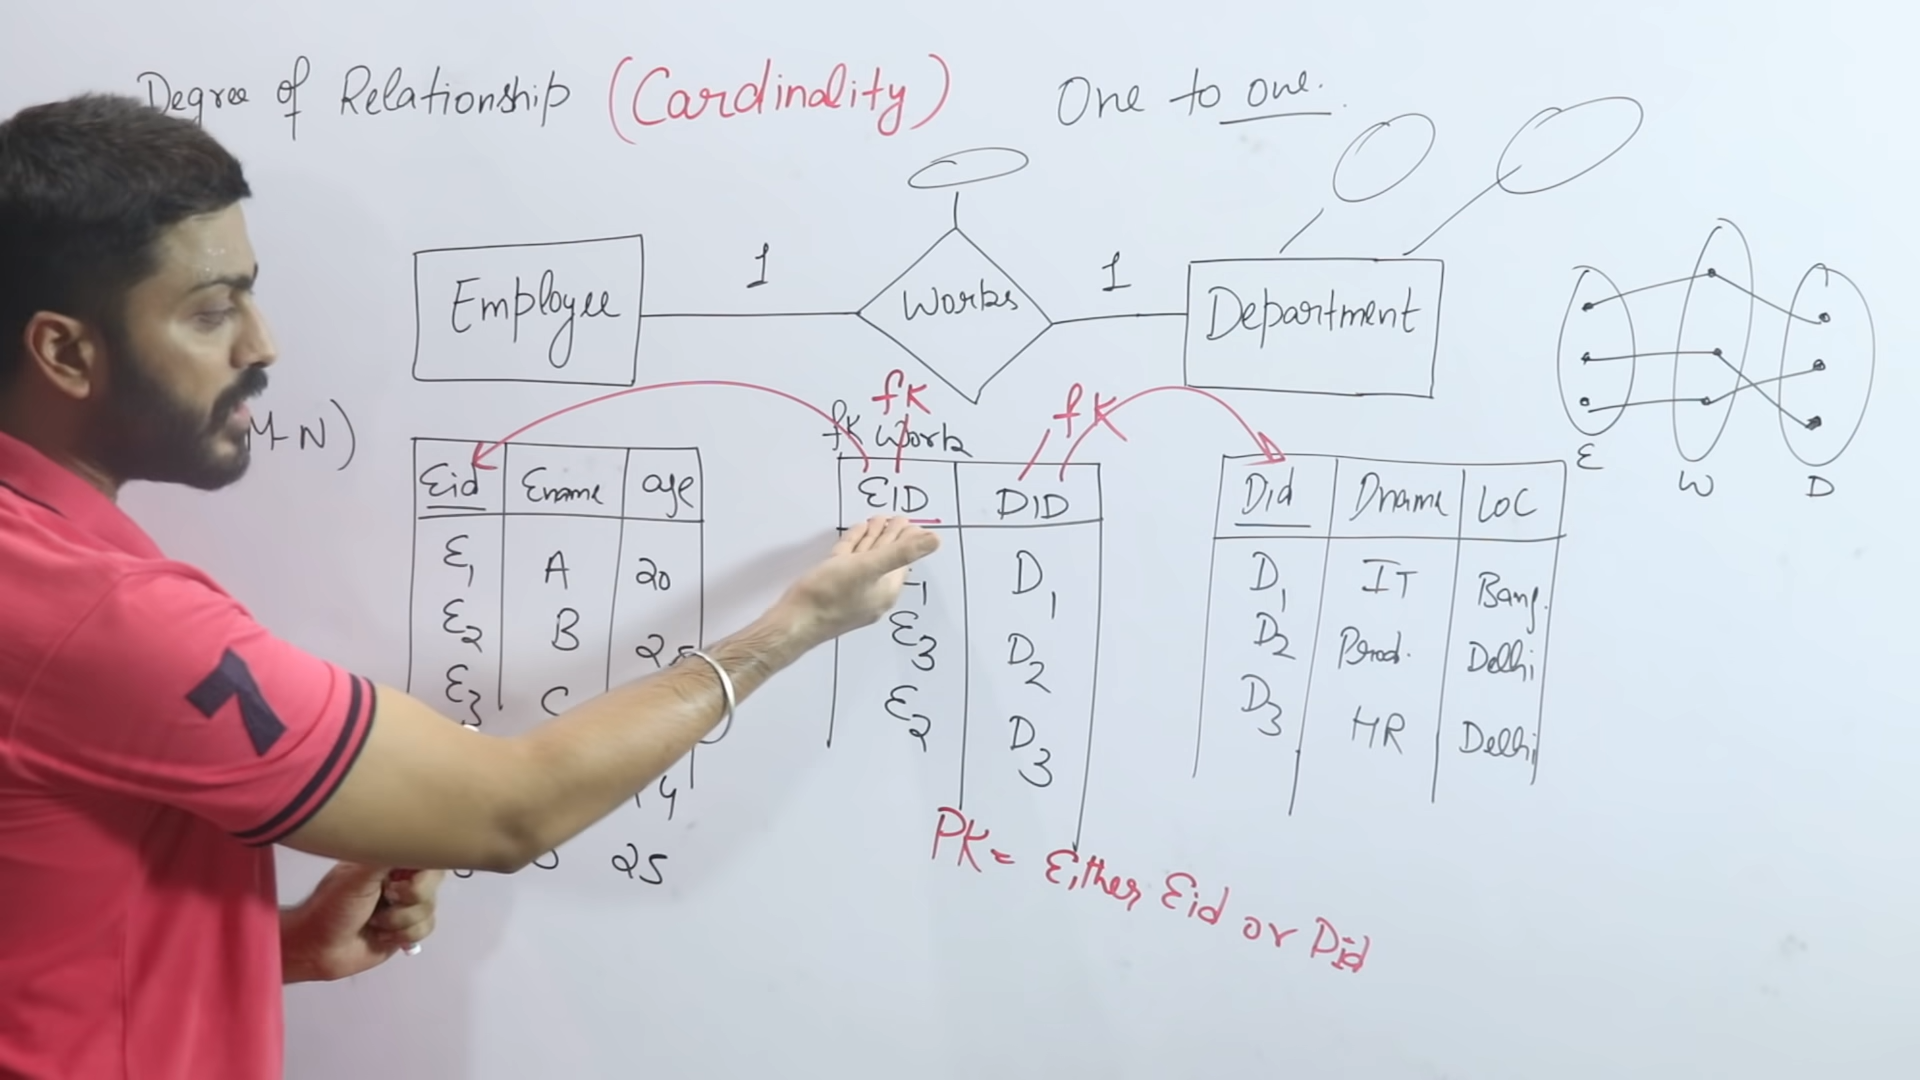 Degree of Relationship (Cardinality) One to one.
Employee 1 Works 1 Department
E W D
M-N)
fK fK
fK Work
Eid Ename age
E1 A 20
E2 B
E3 C
25
EID DID
D1
E3 D2
E2 D3
Did Dname LOC
D1 IT Bang.
D2 Prod. Delhi
D3 HR Delhi
PK = Either Eid or Did
7